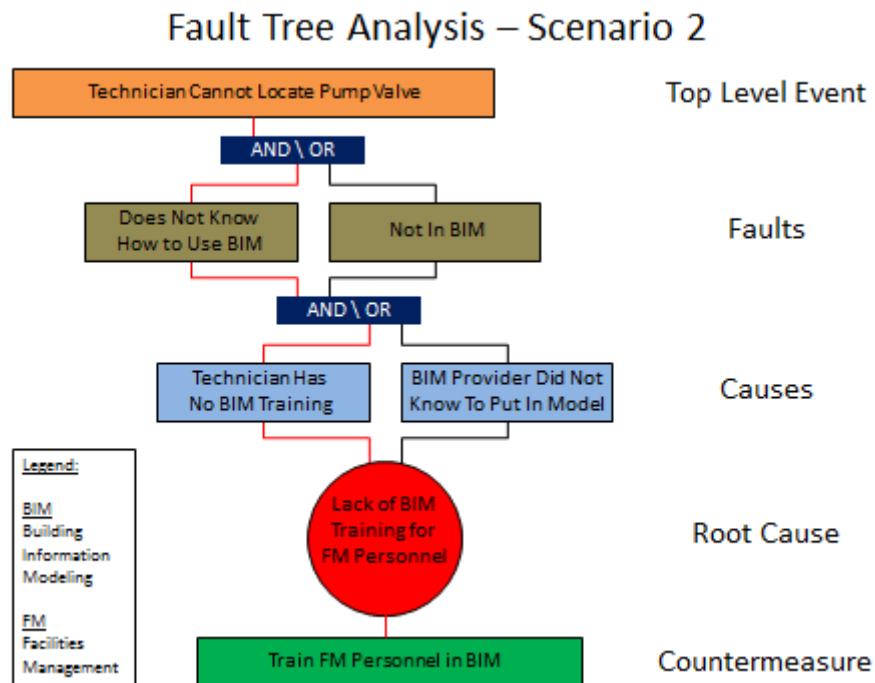 Fault Tree Analysis – Scenario 2
Technician Cannot Locate Pump Valve
Top Level Event
AND \ OR
Does Not Know
How to Use BIM
Not In BIM
Faults
AND \ OR
Technician Has
No BIM Training
BIM Provider Did Not
Know To Put In Model
Causes
Legend:
BIM
Building
Information
Modeling
FM
Facilities
Management
Lack of BIM
Training for
FM Personnel
Root Cause
Train FM Personnel in BIM
Countermeasure